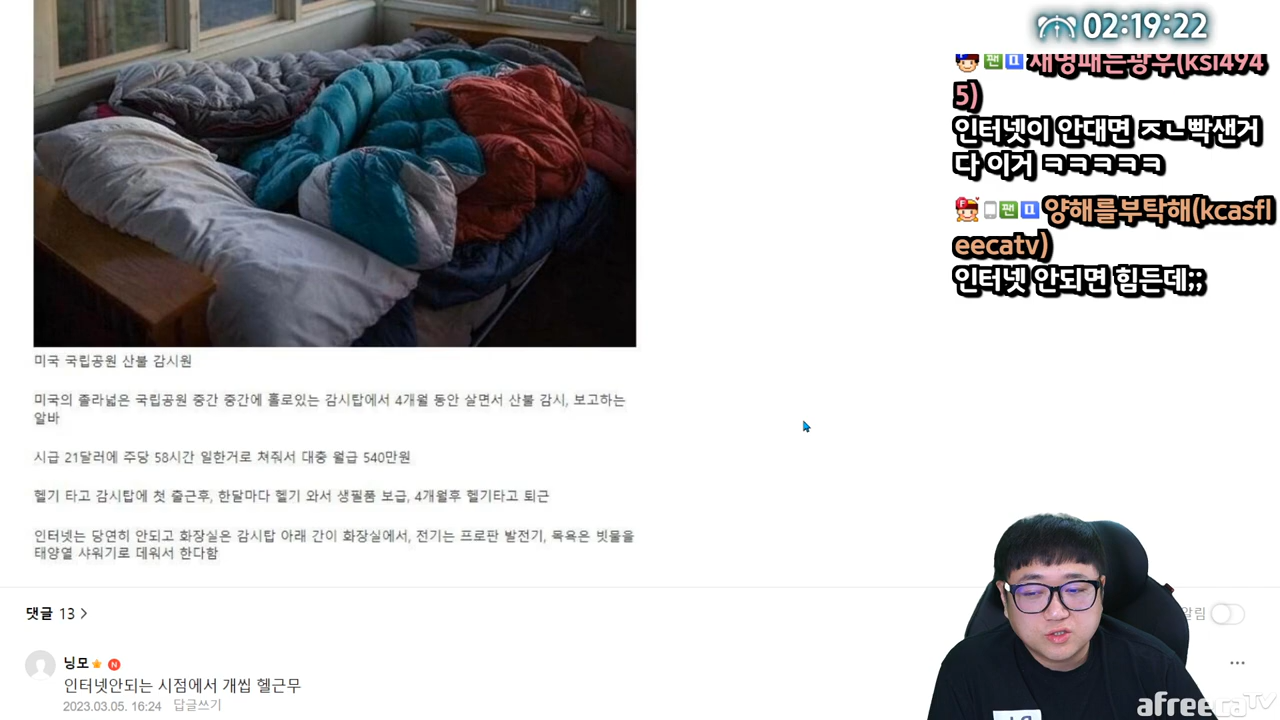 02:19:22
재명패는광우(ksl494
5)
인터넷이 안대면 ㅈㄴ빡샌거
다 이거 ㅋㅋㅋㅋㅋ
양해를부탁해(kcasfl
eecatv)
인터넷 안되면 힘든데;;
미국 국립공원 산불 감시원
미국의 졸라넓은 국립공원 중간 중간에 홀로있는 감시탑에서 4개월 동안 살면서 산불 감시, 보고하는
알바
시급 21달러에 주당 58시간 일한거로 쳐줘서 대충 월급 540만원
헬기 타고 감시탑에 첫 출근후, 한달마다 헬기 와서 생필품 보급, 4개월후 헬기타고 퇴근
인터넷는 당연히 안되고 화장실은 감시탑 아래 간이 화장실에서, 전기는 프로판 발전기, 목욕은 빗물을
태양열 샤워기로 데워서 한다함
댓글 13 >
알림
닝모 N
인터넷안되는 시점에서 개씹 헬근무
2023.03.05. 16:24 답글쓰기
afreecaTV